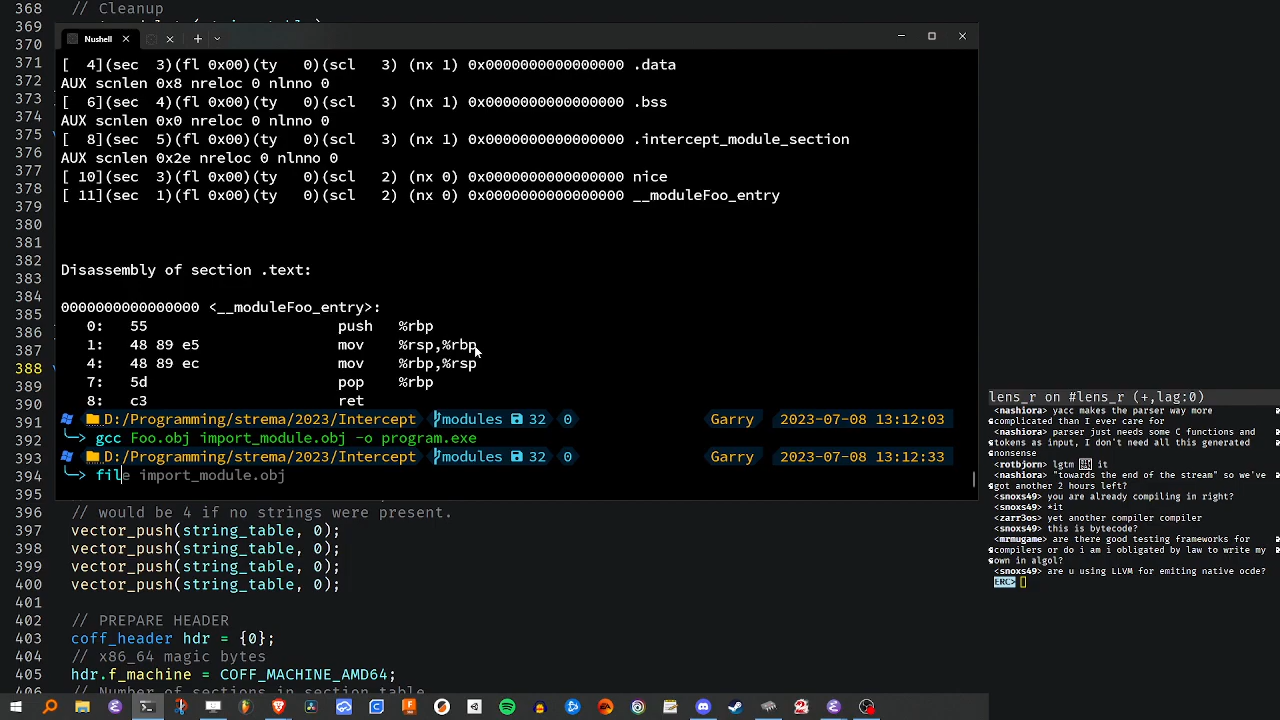 368 // Cleanup
369
370
371
372
373
374
375
376
377
378
379
380
381
382
383
384
385
386
387
388
389
390
391
392
393
394
395
396 // would be 4 if no strings were present.
397 vector_push(string_table, 0);
398 vector_push(string_table, 0);
399 vector_push(string_table, 0);
400 vector_push(string_table, 0);
401
402 // PREPARE HEADER
403 coff_header hdr = {0};
404 // x86_64 magic bytes
405 hdr.f_machine = COFF_MACHINE_AMD64;
406 // Number of sections in section table
Nushell
[  4](sec  3)(fl 0x00)(ty   0)(scl   3) (nx 1) 0x0000000000000000 .data
AUX scnlen 0x8 nreloc 0 nlnno 0
[  6](sec  4)(fl 0x00)(ty   0)(scl   3) (nx 1) 0x0000000000000000 .bss
AUX scnlen 0x0 nreloc 0 nlnno 0
[  8](sec  5)(fl 0x00)(ty   0)(scl   3) (nx 1) 0x0000000000000000 .intercept_module_section
AUX scnlen 0x2e nreloc 0 nlnno 0
[ 10](sec  3)(fl 0x00)(ty   0)(scl   2) (nx 0) 0x0000000000000000 nice
[ 11](sec  1)(fl 0x00)(ty   0)(scl   2) (nx 0) 0x0000000000000000 __moduleFoo_entry
Disassembly of section .text:
0000000000000000 <__moduleFoo_entry>:
0: 55 push %rbp
1: 48 89 e5 mov %rsp,%rbp
4: 48 89 ec mov %rbp,%rsp
7: 5d pop %rbp
8: c3 ret
D:/Programming/strema/2023/Intercept modules 32 0 Garry 2023-07-08 13:12:03
gcc Foo.obj import_module.obj -o program.exe
D:/Programming/strema/2023/Intercept modules 32 0 Garry 2023-07-08 13:12:33
file import_module.obj
lens_r on #lens_r (+,lag:0)
<nashiora> yacc makes the parser way more
complicated than I ever care for
<nashiora> parser just needs some C functions and
tokens as input, I don't need all this generated
nonsense
<rotbjorn> lgtm it
<nashiora> "towards the end of the stream" so we've
got another 2 hours left?
<snoxs49> you are already compiling in right?
<snoxs49> *it
<zarr3os> yet another compiler compiler
<snoxs49> this is bytecode?
<mrmugame> are there good testing frameworks for
compilers or do i am i obligated by law to write my
own in algol?
<snoxs49> are u using LLVM for emiting native ocde?
ERC>